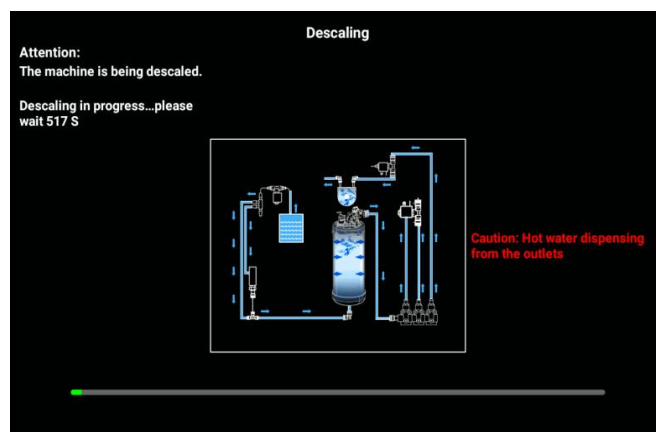 Descaling
Attention:
The machine is being descaled.
Descaling in progress...please
wait 517 S
Caution: Hot water dispensing
from the outlets